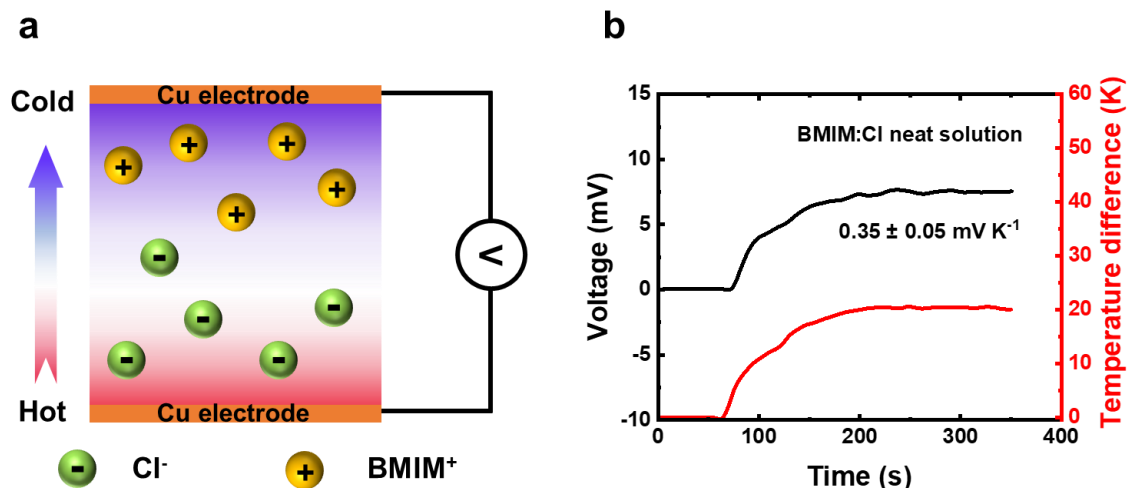 a
Cold
Cu electrode
+
+
+
+
+
-
-
-
-
-
V
Hot
Cu electrode
- Cl⁻
+ BMIM⁺
b
15
10
5
0
-5
-10
Voltage (mV)
BMIM:Cl neat solution
0.35 ± 0.05 mV K⁻¹
60
50
40
30
20
10
0
Temperature difference (K)
0
100
200
300
400
Time (s)